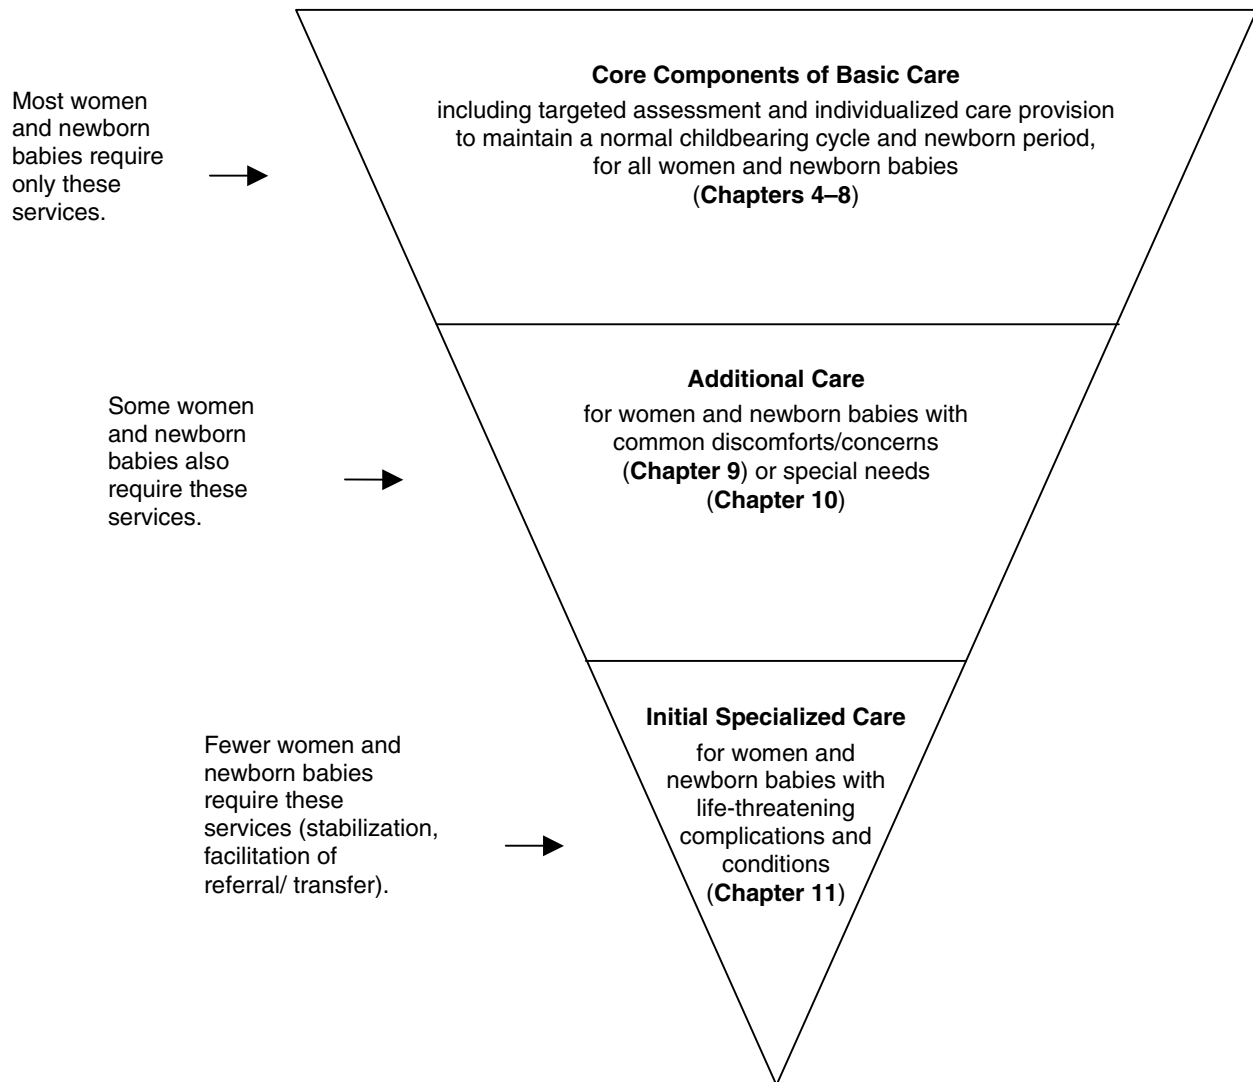 Most women
and newborn
babies require
only these
services.
Core Components of Basic Care
including targeted assessment and individualized care provision
to maintain a normal childbearing cycle and newborn period,
for all women and newborn babies
(Chapters 4–8)
Some women
and newborn
babies also
require these
services.
Additional Care
for women and newborn babies with
common discomforts/concerns
(Chapter 9) or special needs
(Chapter 10)
Fewer women and
newborn babies
require these
services (stabilization,
facilitation of
referral/ transfer).
Initial Specialized Care
for women and
newborn babies with
life-threatening
complications and
conditions
(Chapter 11)